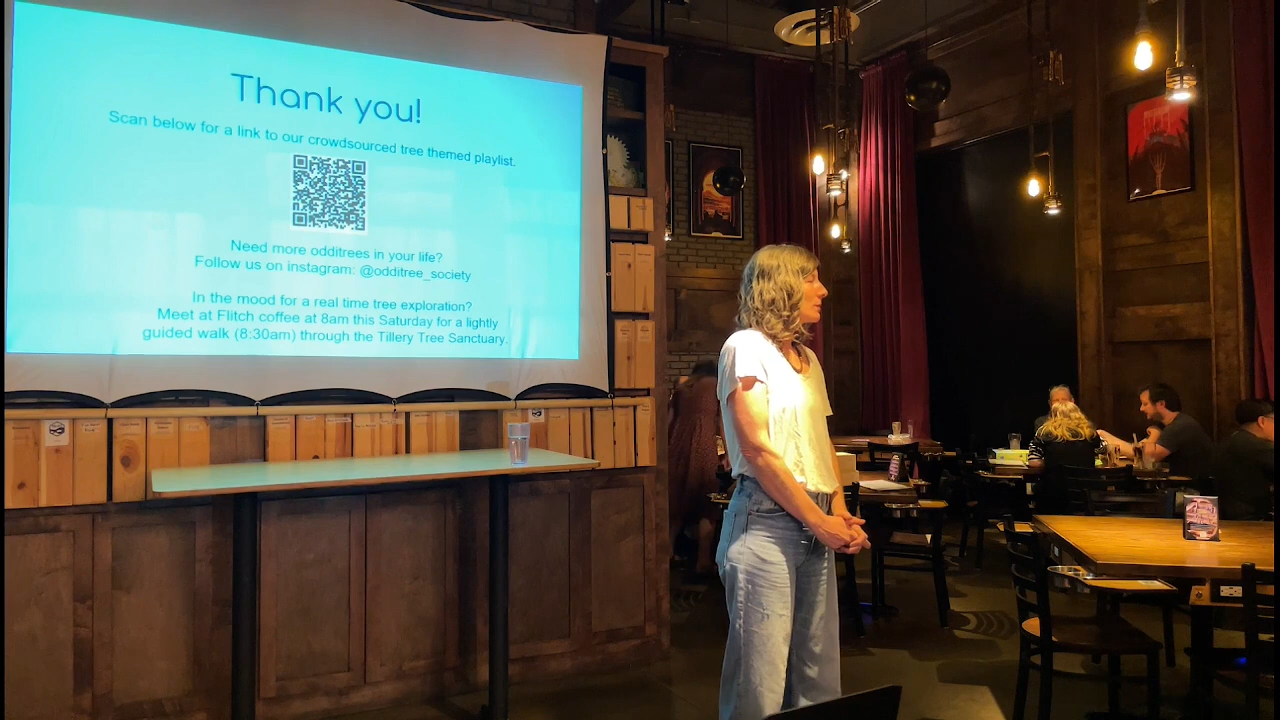 Thank you!
Scan below for a link to our crowdsourced tree themed playlist.
Need more odditrees in your life?
Follow us on instagram: @odditree_society
In the mood for a real time tree exploration?
Meet at Flitch coffee at 8am this Saturday for a lightly
guided walk (8:30am) through the Tillery Tree Sanctuary.